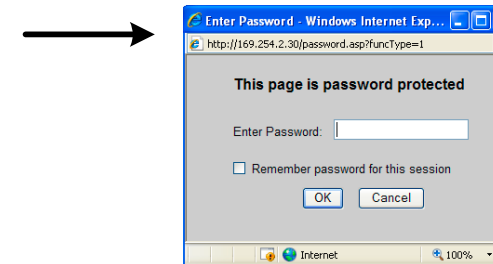 Enter Password - Windows Internet Exp...
http://169.254.2.30/password.asp?funcType=1
This page is password protected
Enter Password:
Remember password for this session
OK Cancel
Internet 100%